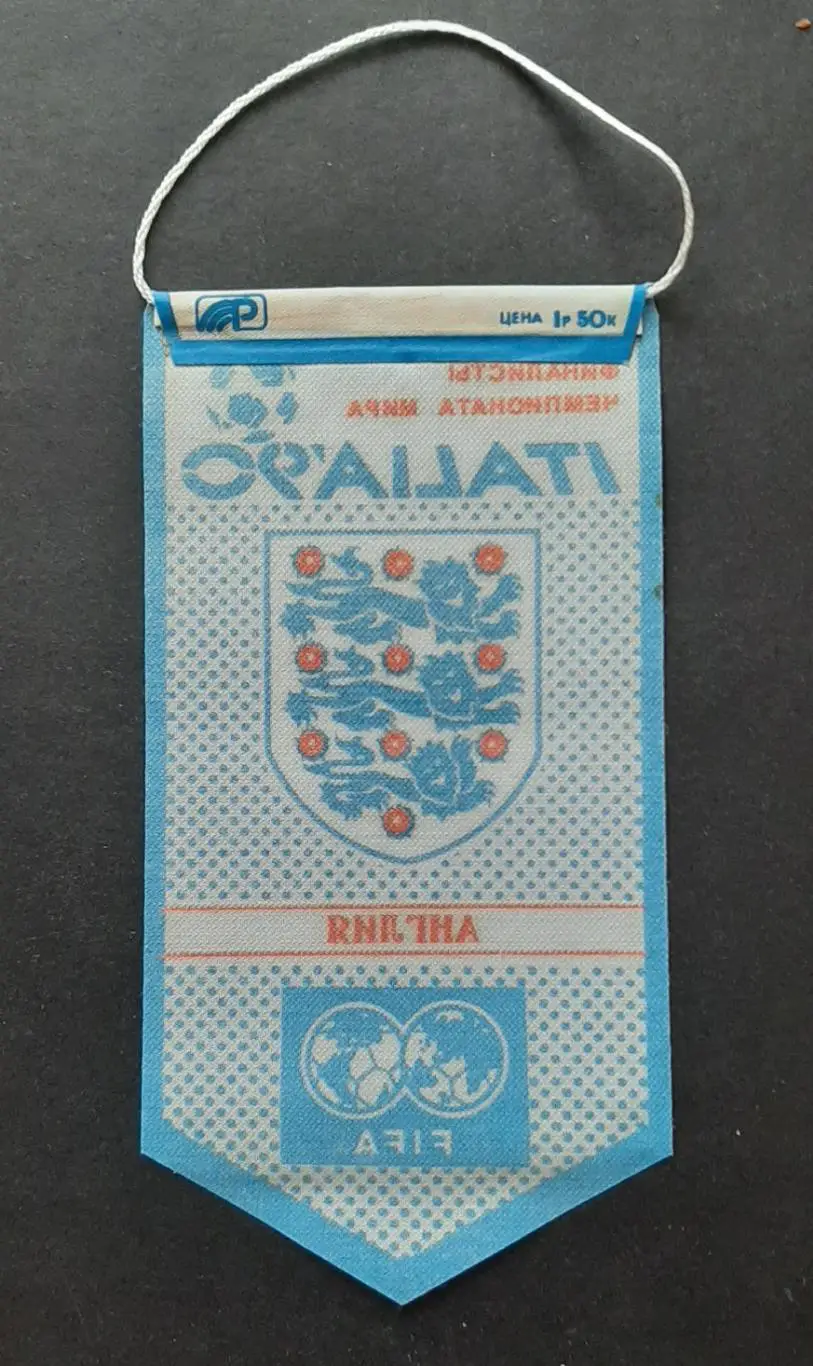 ЦЕНА 1р 50к
ФИНАЛИСТЫ
ЧЕМПИОНАТА МИРА
ITALIA'90
АНГЛИЯ
FIFA